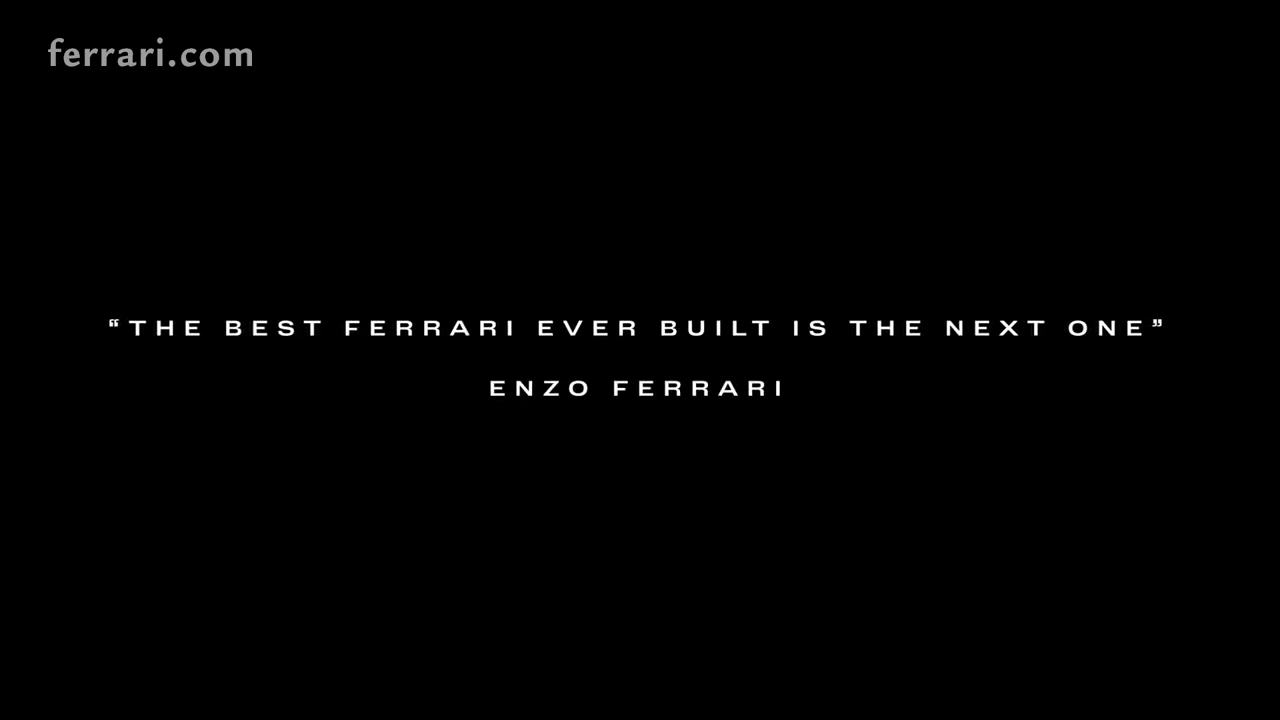 ferrari.com
“THE BEST FERRARI EVER BUILT IS THE NEXT ONE”
ENZO FERRARI